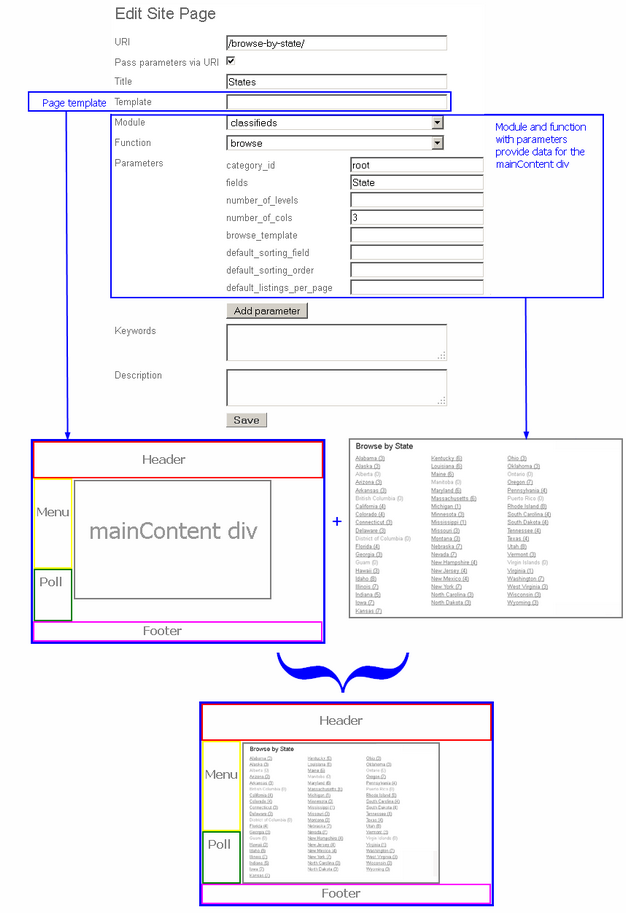 Edit Site Page
URI
/browse-by-state/
Pass parameters via URI
Title
States
Page template
Template
Module
classifieds
Function
browse
Parameters
category_id
root
fields
State
number_of_levels
number_of_cols
3
browse_template
default_sorting_field
default_sorting_order
default_listings_per_page
Module and function
with parameters
provide data for the
mainContent div
Add parameter
Keywords
Description
Save
Header
Menu
mainContent div
Poll
Footer
+
Browse by State
Alabama (3) Kentucky (6) Ohio (3)
Alaska (3) Louisiana (6) Oklahoma (3)
Alberta (0) Maine (6) Ontario (0)
Arizona (3) Manitoba (0) Oregon (7)
Arkansas (3) Maryland (6) Pennsylvania (4)
British Columbia (0) Massachusetts (6) Puerto Rico (0)
California (4) Michigan (1) Rhode Island (8)
Colorado (4) Minnesota (3) South Carolina (4)
Connecticut (3) Mississippi (1) South Dakota (4)
Delaware (3) Missouri (3) Tennessee (4)
District of Columbia (0) Montana (3) Texas (4)
Florida (4) Nebraska (7) Utah (8)
Georgia (3) Nevada (7) Vermont (3)
Guam (0) New Hampshire (4) Virgin Islands (0)
Hawaii (3) New Jersey (4) Virginia (1)
Idaho (8) New Mexico (4) Washington (7)
Illinois (7) New York (7) West Virginia (3)
Indiana (5) North Carolina (3) Wisconsin (3)
Iowa (7) North Dakota (3) Wyoming (3)
Kansas (7)
Header
Menu
Poll
Browse by State
Footer